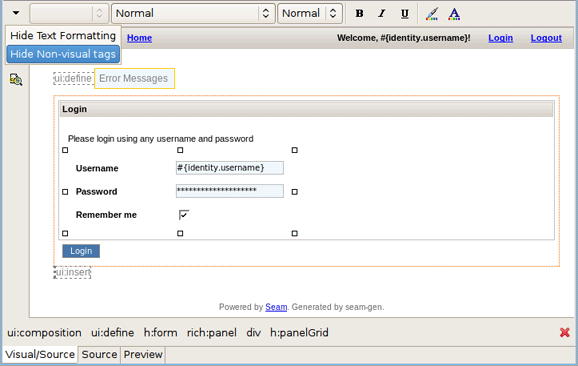 Normal Normal B I U A
Hide Text Formatting
Hide Non-visual tags
Home Welcome, #{identity.username}! Login Logout
ui:define Error Messages
Login
Please login using any username and password
Username #{identity.username}
Password ********************
Remember me
Login
ui:insert
Powered by Seam. Generated by seam-gen.
ui:composition ui:define h:form rich:panel div h:panelGrid
Visual/Source Source Preview